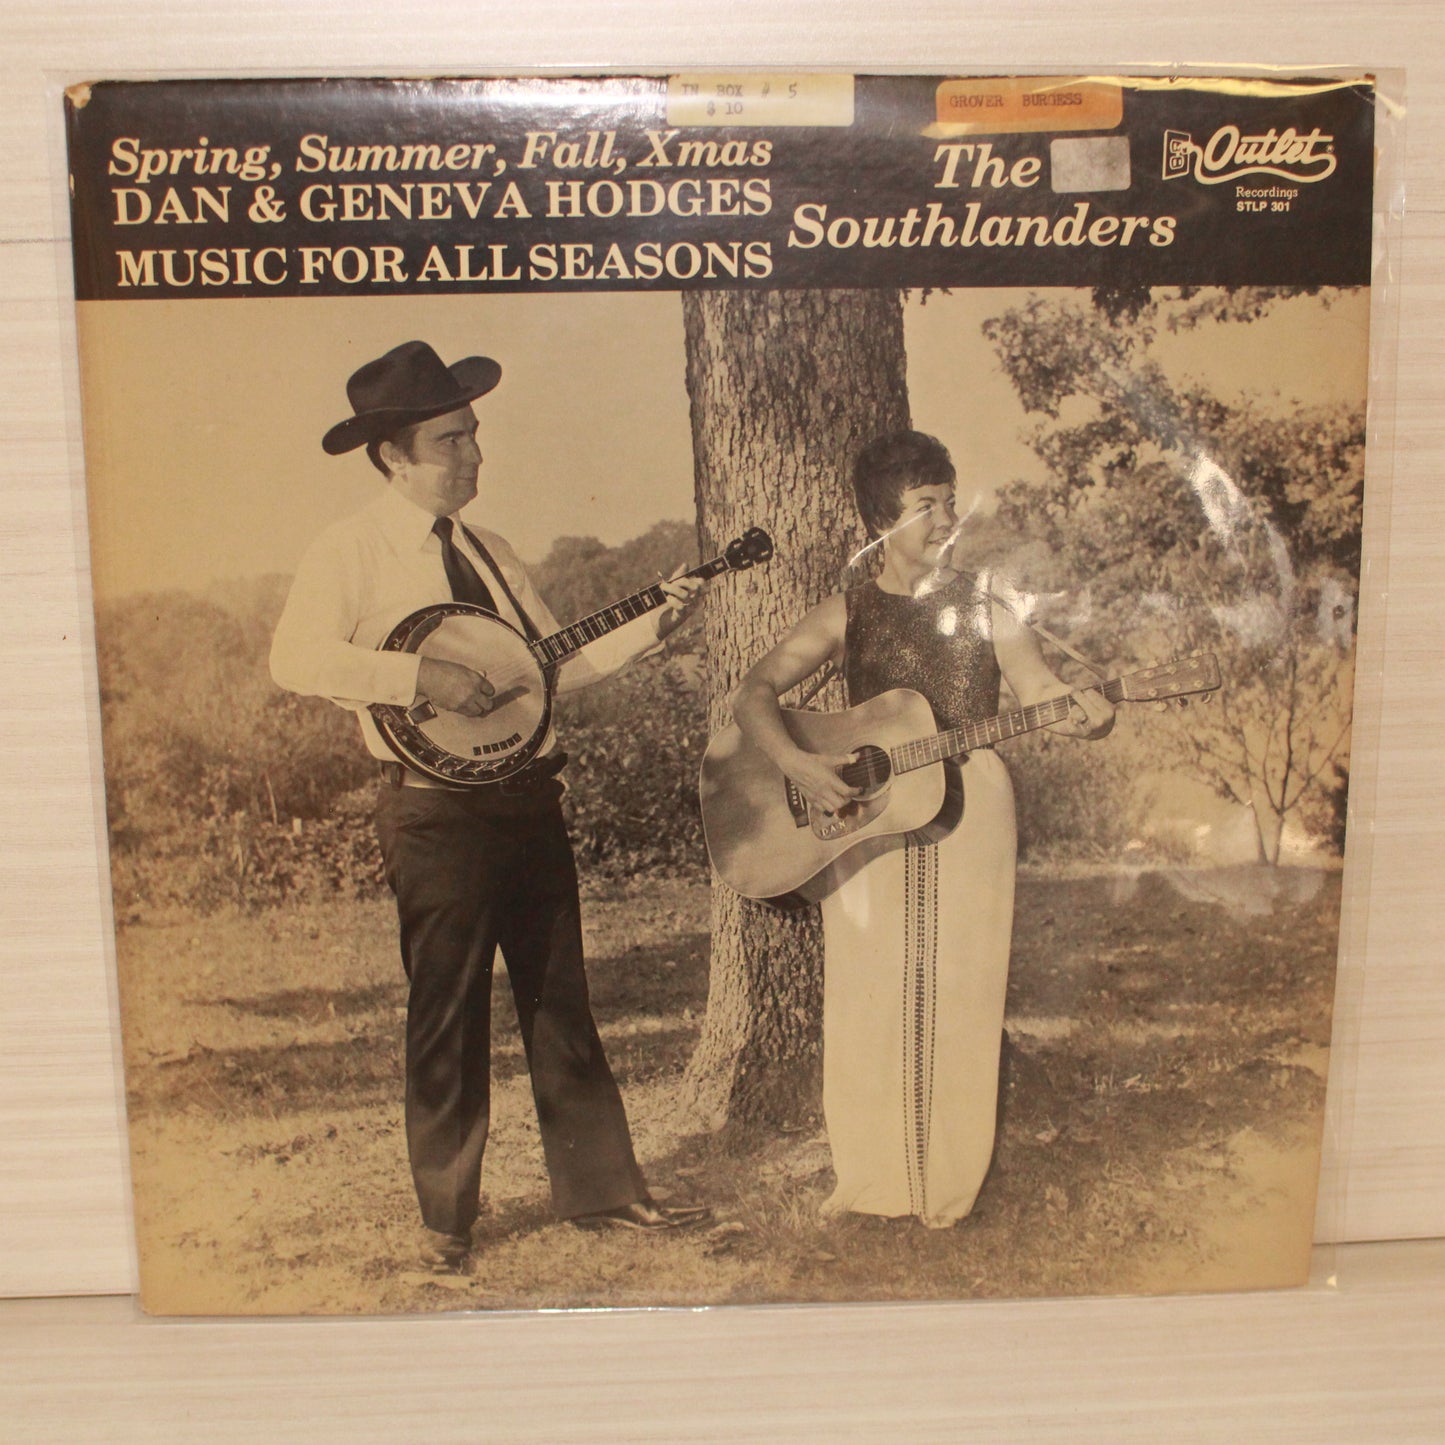 IN BOX # 5
$ 10
GROVER BURGESS
Spring, Summer, Fall, Xmas
DAN & GENEVA HODGES
MUSIC FOR ALL SEASONS
The
Southlanders
Outlet
Recordings
STLP 301
DAN